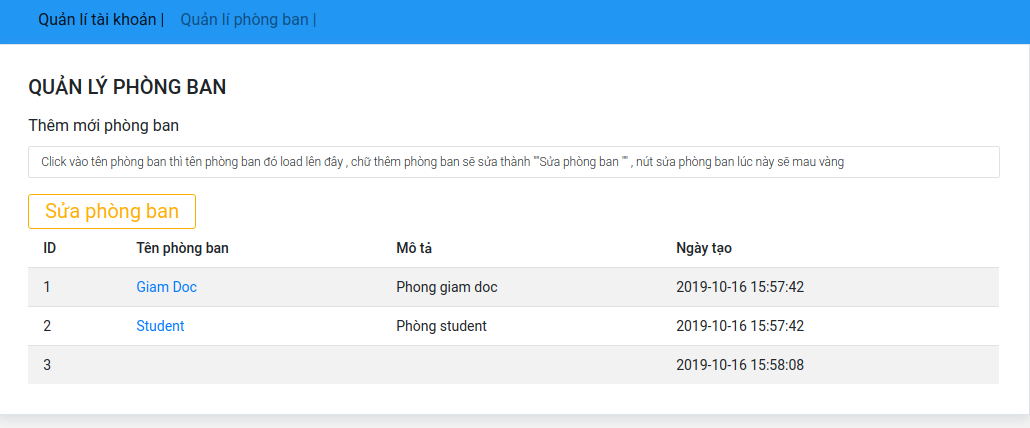 Quản lí tài khoản | Quản lí phòng ban |
QUẢN LÝ PHÒNG BAN
Thêm mới phòng ban
Click vào tên phòng ban thì tên phòng ban đó load lên đây , chữ thêm phòng ban sẽ sửa thành ""Sửa phòng ban "" , nút sửa phòng ban lúc này sẽ mau vàng
Sửa phòng ban
ID Tên phòng ban Mô tả Ngày tạo
1 Giam Doc Phong giam doc 2019-10-16 15:57:42
2 Student Phòng student 2019-10-16 15:57:42
3 2019-10-16 15:58:08